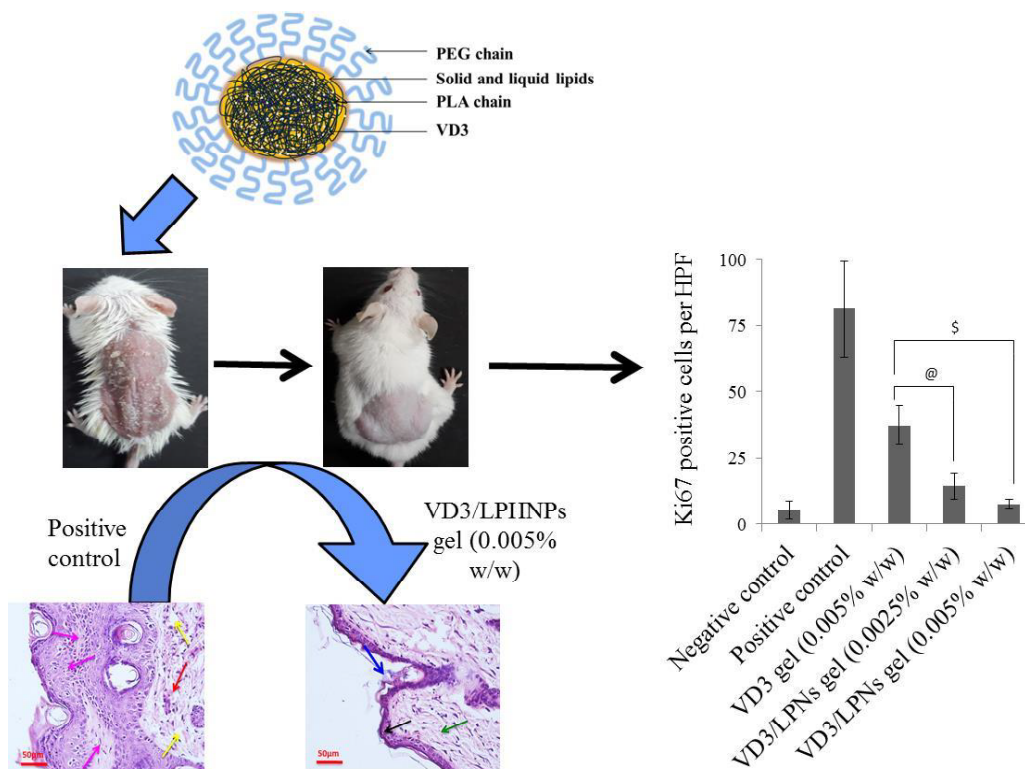 PEG chain
Solid and liquid lipids
PLA chain
VD3
Positive
control
VD3/LPIINPs
gel (0.005%
w/w)
50µm
50µm
Ki67 positive cells per HPF
100
75
50
25
0
$
@
Negative control
Positive control
VD3 gel (0.005% w/w)
VD3/LPNs gel (0.0025% w/w)
VD3/LPNs gel (0.005% w/w)